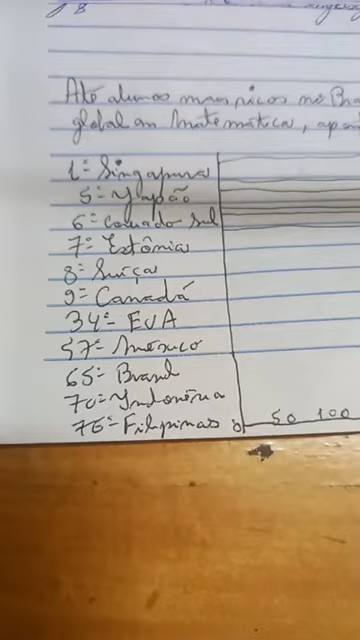 Até alunos mais ricos no Bra
global em Matemática, apon
1º Singapura
5º Japão
6º Coreia do Sul
7º Estônia
8º Suíça
9º Canadá
34º EUA
57º México
65º Brasil
70º Indonésia
76º Filipinas
0 50 100